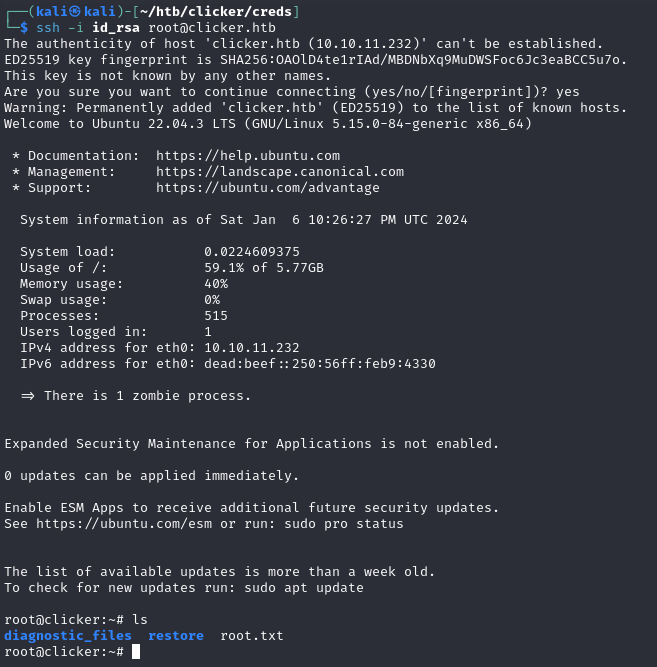 ┌──(kali㉿kali)-[~/htb/clicker/creds]
└─$ ssh -i id_rsa root@clicker.htb
The authenticity of host 'clicker.htb (10.10.11.232)' can't be established.
ED25519 key fingerprint is SHA256:OAOlD4te1rIAd/MBDNbXq9MuDWSFoc6Jc3eaBCC5u7o.
This key is not known by any other names.
Are you sure you want to continue connecting (yes/no/[fingerprint])? yes
Warning: Permanently added 'clicker.htb' (ED25519) to the list of known hosts.
Welcome to Ubuntu 22.04.3 LTS (GNU/Linux 5.15.0-84-generic x86_64)

 * Documentation:  https://help.ubuntu.com
 * Management:     https://landscape.canonical.com
 * Support:        https://ubuntu.com/advantage

  System information as of Sat Jan  6 10:26:27 PM UTC 2024

  System load:           0.0224609375
  Usage of /:            59.1% of 5.77GB
  Memory usage:          40%
  Swap usage:            0%
  Processes:             515
  Users logged in:       1
  IPv4 address for eth0: 10.10.11.232
  IPv6 address for eth0: dead:beef::250:56ff:feb9:4330

  => There is 1 zombie process.


Expanded Security Maintenance for Applications is not enabled.

0 updates can be applied immediately.

Enable ESM Apps to receive additional future security updates.
See https://ubuntu.com/esm or run: sudo pro status


The list of available updates is more than a week old.
To check for new updates run: sudo apt update

root@clicker:~# ls
diagnostic_files  restore  root.txt
root@clicker:~#